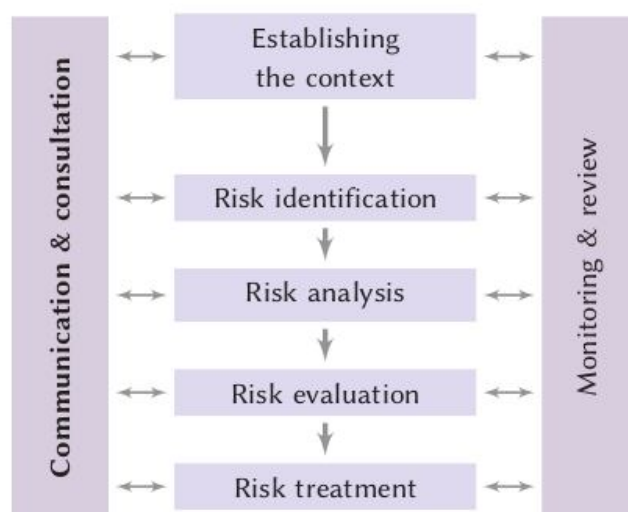 Communication & consultation
Establishing
the context
Risk identification
Risk analysis
Risk evaluation
Risk treatment
Monitoring & review